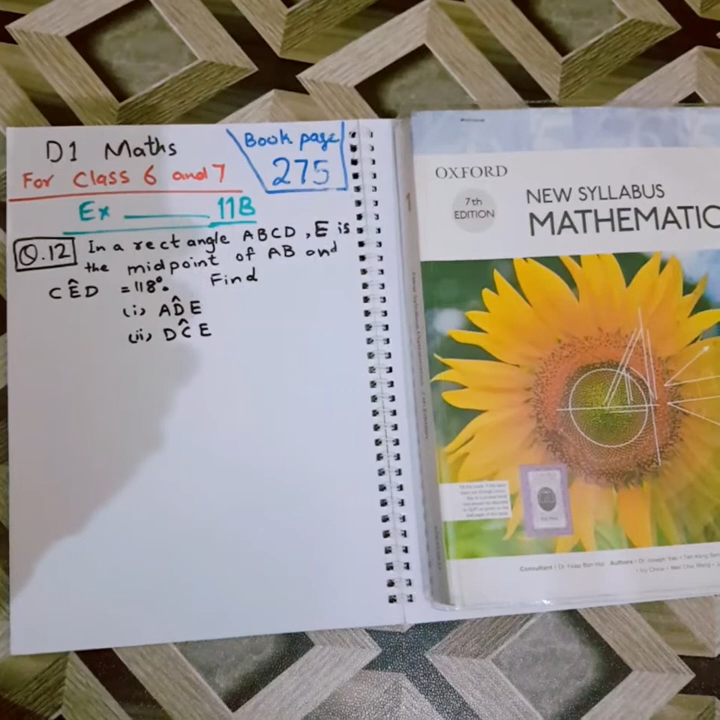 D1 Maths
For Class 6 and 7
Book page
275
Ex ______ 11B
Q.12 In a rectangle ABCD, E is
the midpoint of AB and
CÊD = 118°. Find
(i) AD̂E
(ii) DĈE
OXFORD
7th
EDITION
NEW SYLLABUS
MATHEMATIC